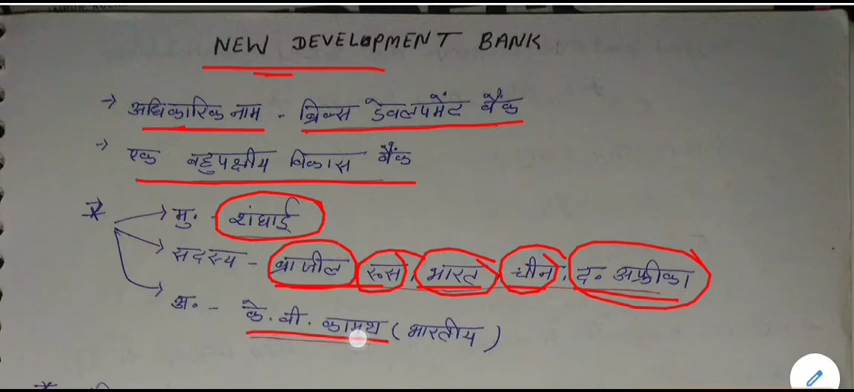 NEW DEVELOPMENT BANK
→ अधिकारिक नाम - ब्रिक्स डेवलपमेंट बैंक
→ एक बहुपक्षीय विकास बैंक
* → मु॰ - शंघाई
→ सदस्य - ब्राजील, रूस, भारत, चीन, द॰ अफ्रीका
→ अ॰ - के. वी. कामथ (भारतीय)